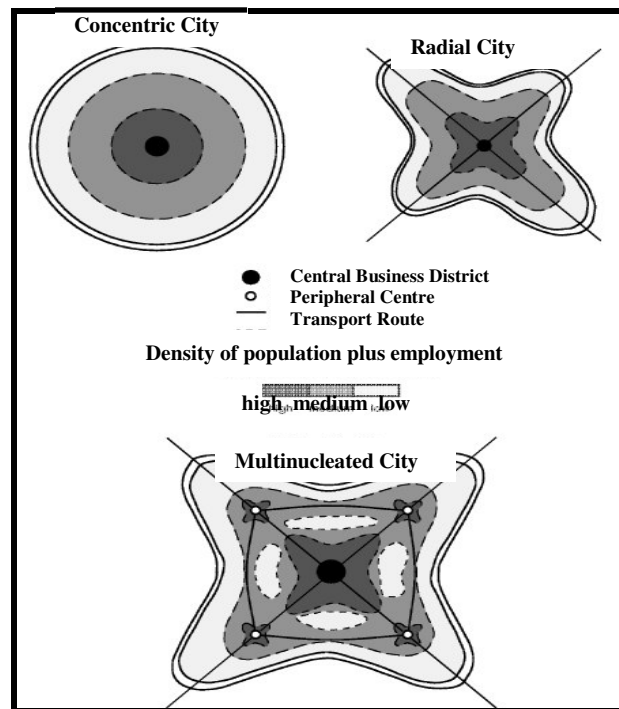 Concentric City
Radial City
Central Business District
Peripheral Centre
Transport Route
Density of population plus employment
high medium low
Multinucleated City